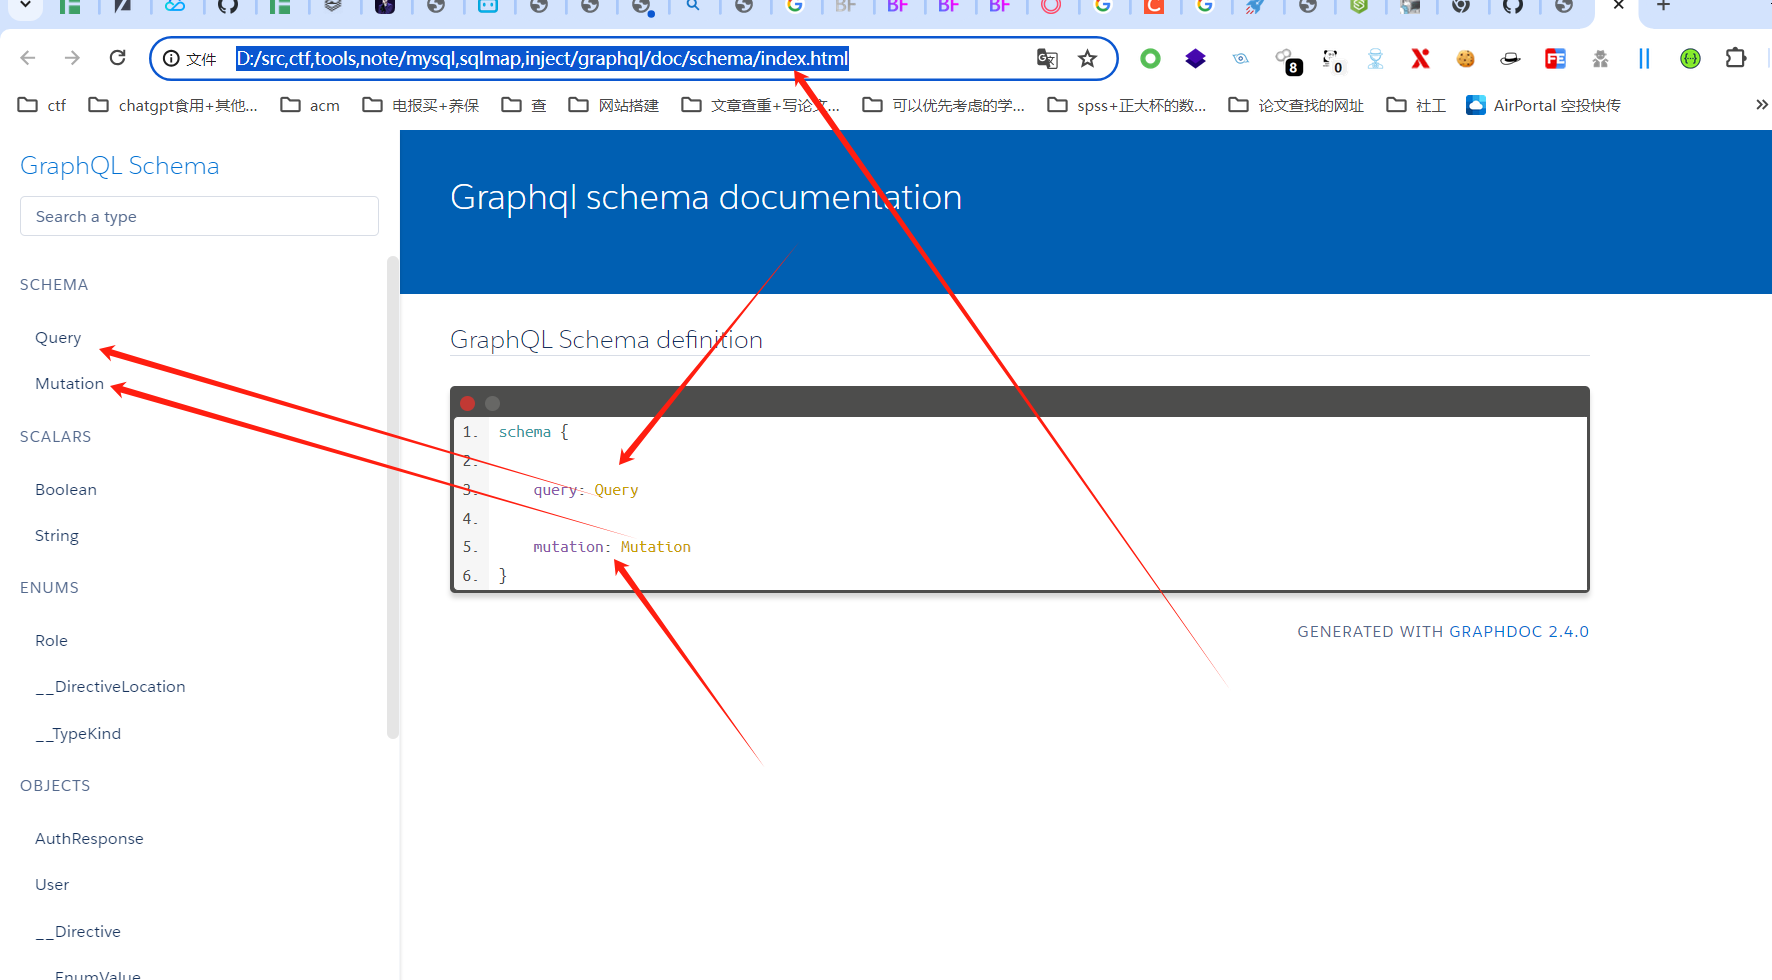 文件 D:/src,ctf,tools,note/mysql,sqlmap,inject/graphql/doc/schema/index.html
8
0
ctf chatgpt食用+其他... acm 电报买+养保 查 网站搭建 文章查重+写论文... 可以优先考虑的学... spss+正大杯的数... 论文查找的网址 社工 AirPortal 空投快传
GraphQL Schema
Search a type
SCHEMA
Query
Mutation
SCALARS
Boolean
String
ENUMS
Role
__DirectiveLocation
__TypeKind
OBJECTS
AuthResponse
User
__Directive
__EnumValue
Graphql schema documentation
GraphQL Schema definition
1. schema {
2.
3. query: Query
4.
5. mutation: Mutation
6. }
GENERATED WITH GRAPHDOC 2.4.0